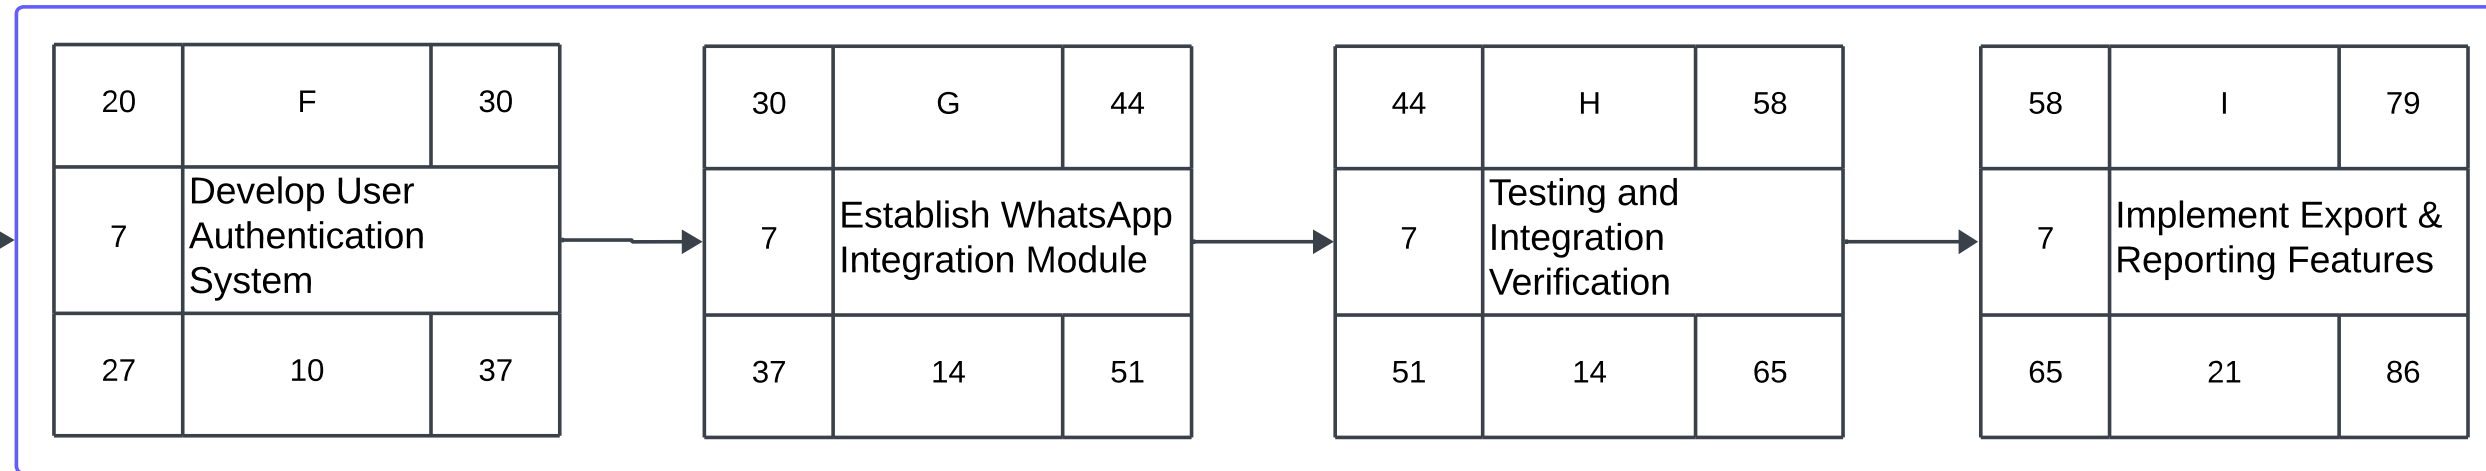 20 F 30
7 Develop User
Authentication
System
27 10 37
30 G 44
7 Establish WhatsApp
Integration Module
37 14 51
44 H 58
7 Testing and
Integration
Verification
51 14 65
58 I 79
7 Implement Export &
Reporting Features
65 21 86